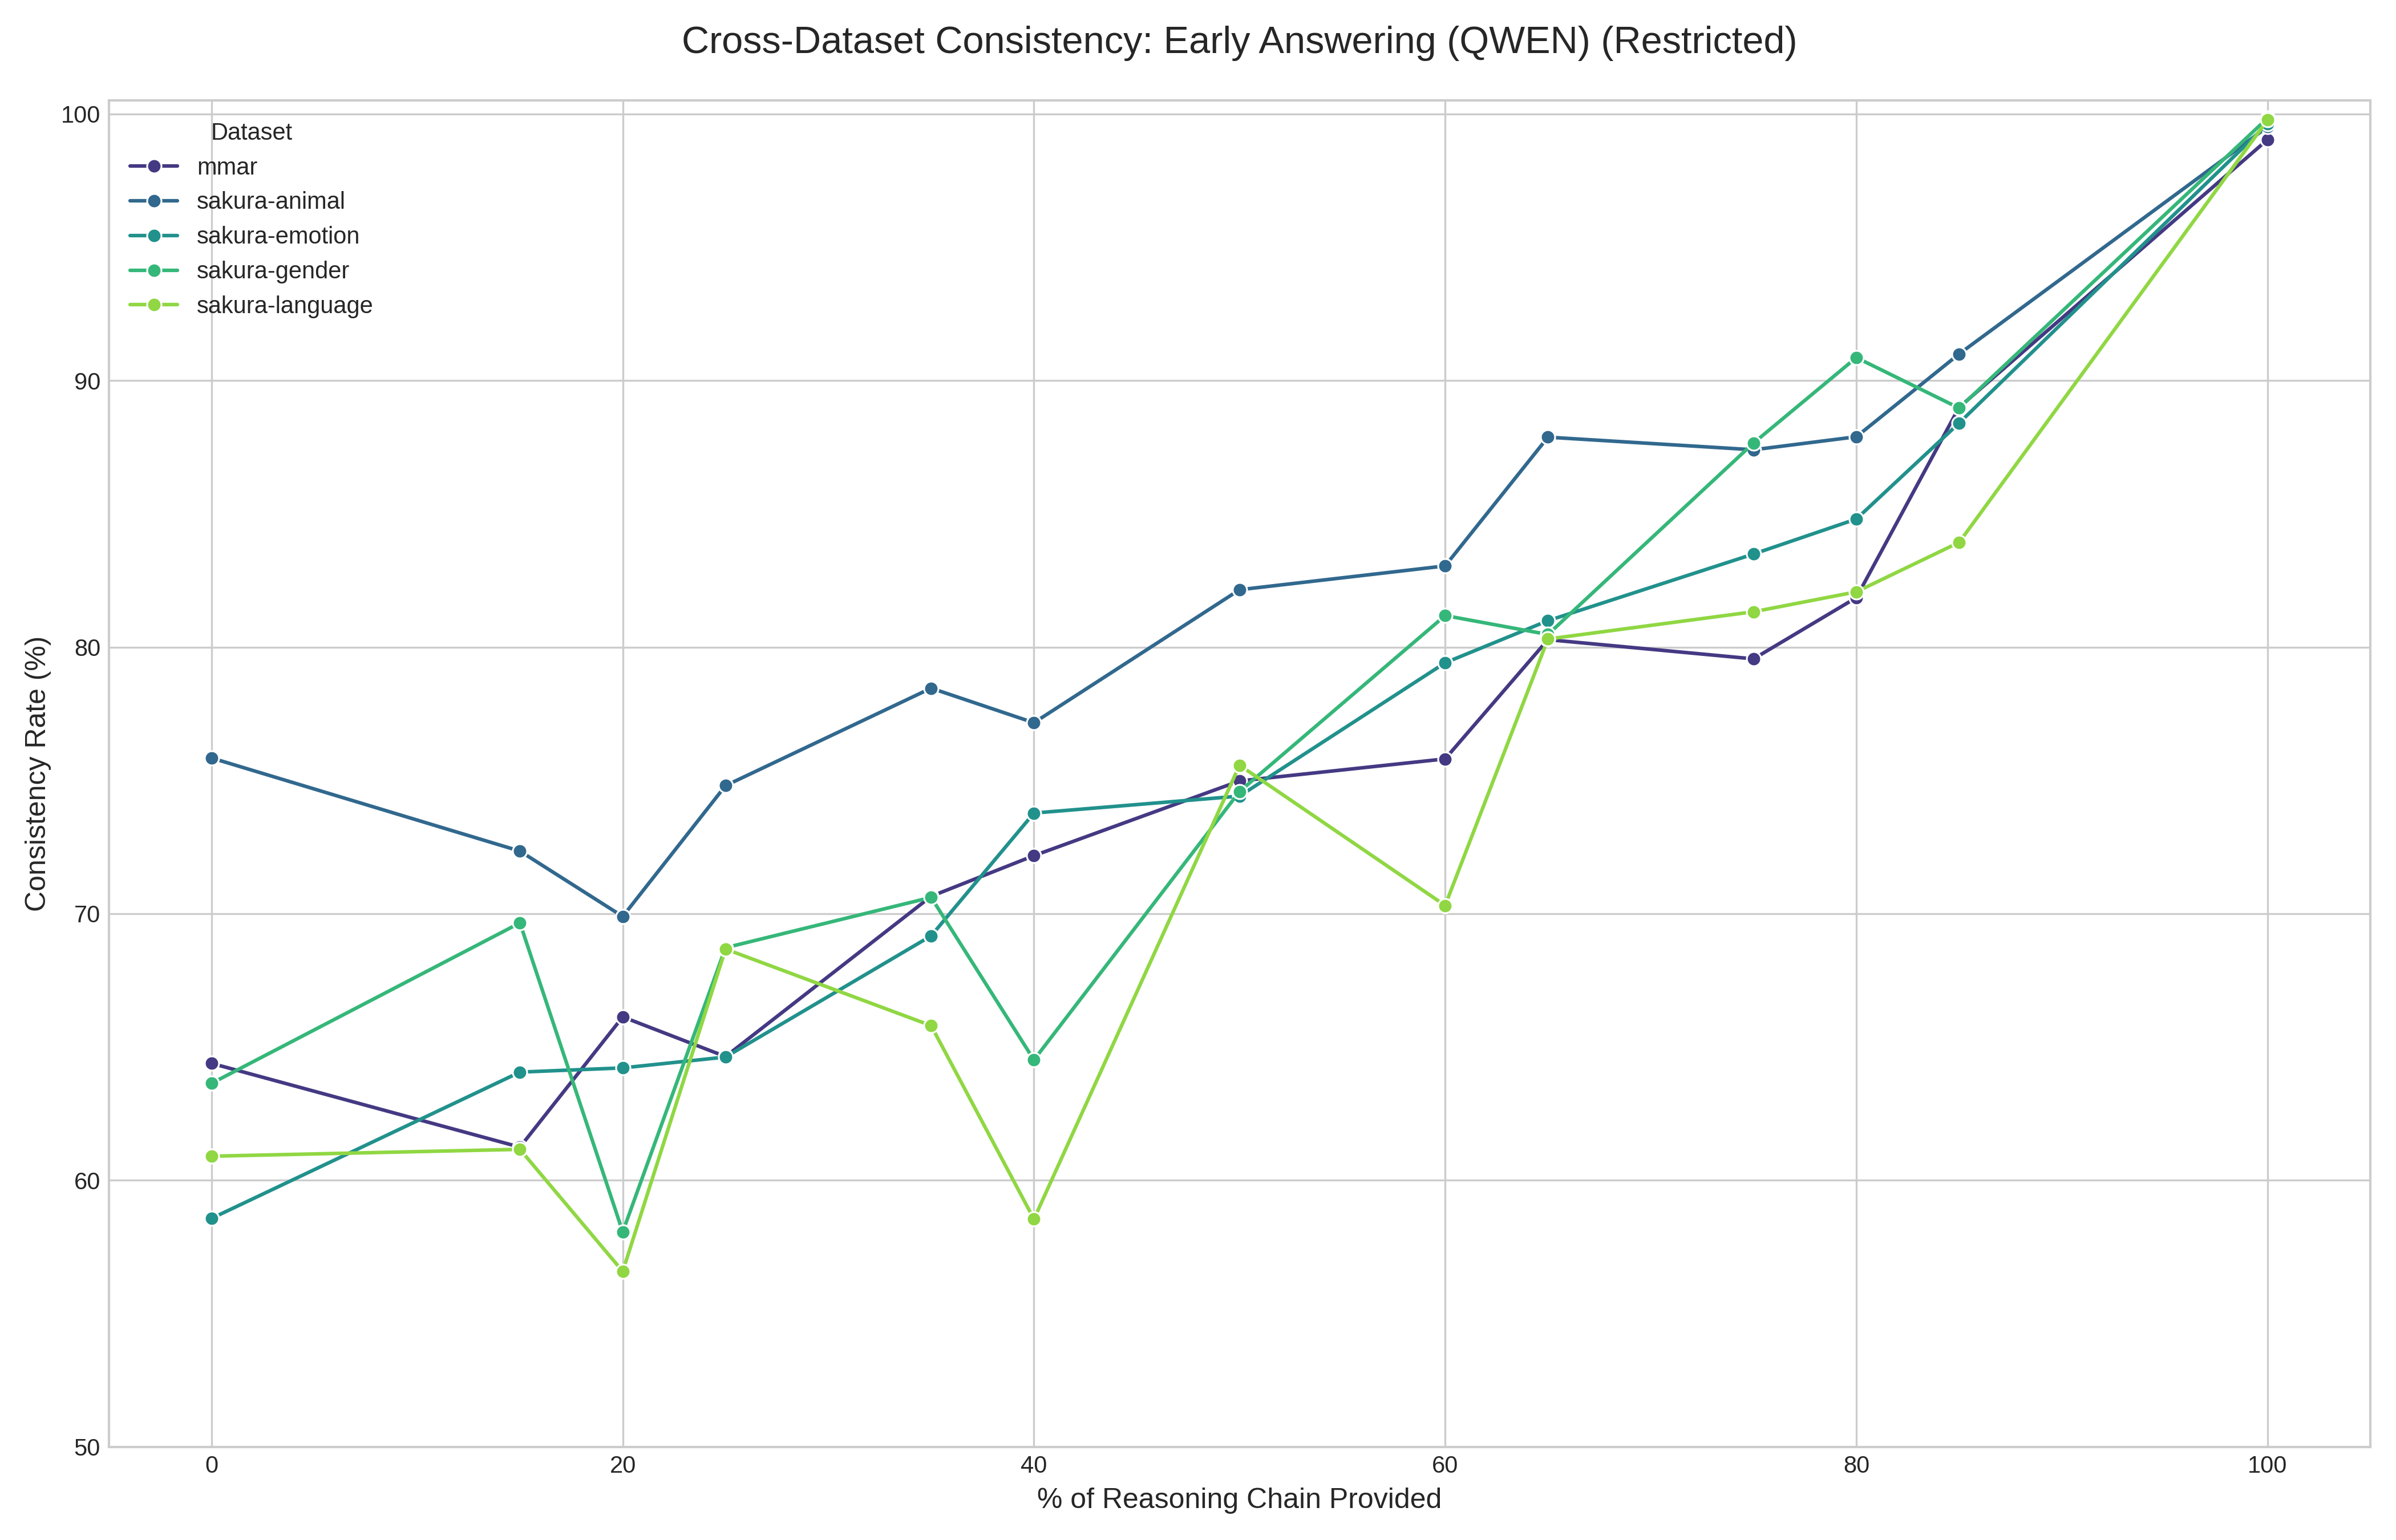 Cross-Dataset Consistency: Early Answering (QWEN) (Restricted)
100
90
80
70
60
50
Consistency Rate (%)
Dataset
mmar
sakura-animal
sakura-emotion
sakura-gender
sakura-language
0 20 40 60 80 100
% of Reasoning Chain Provided